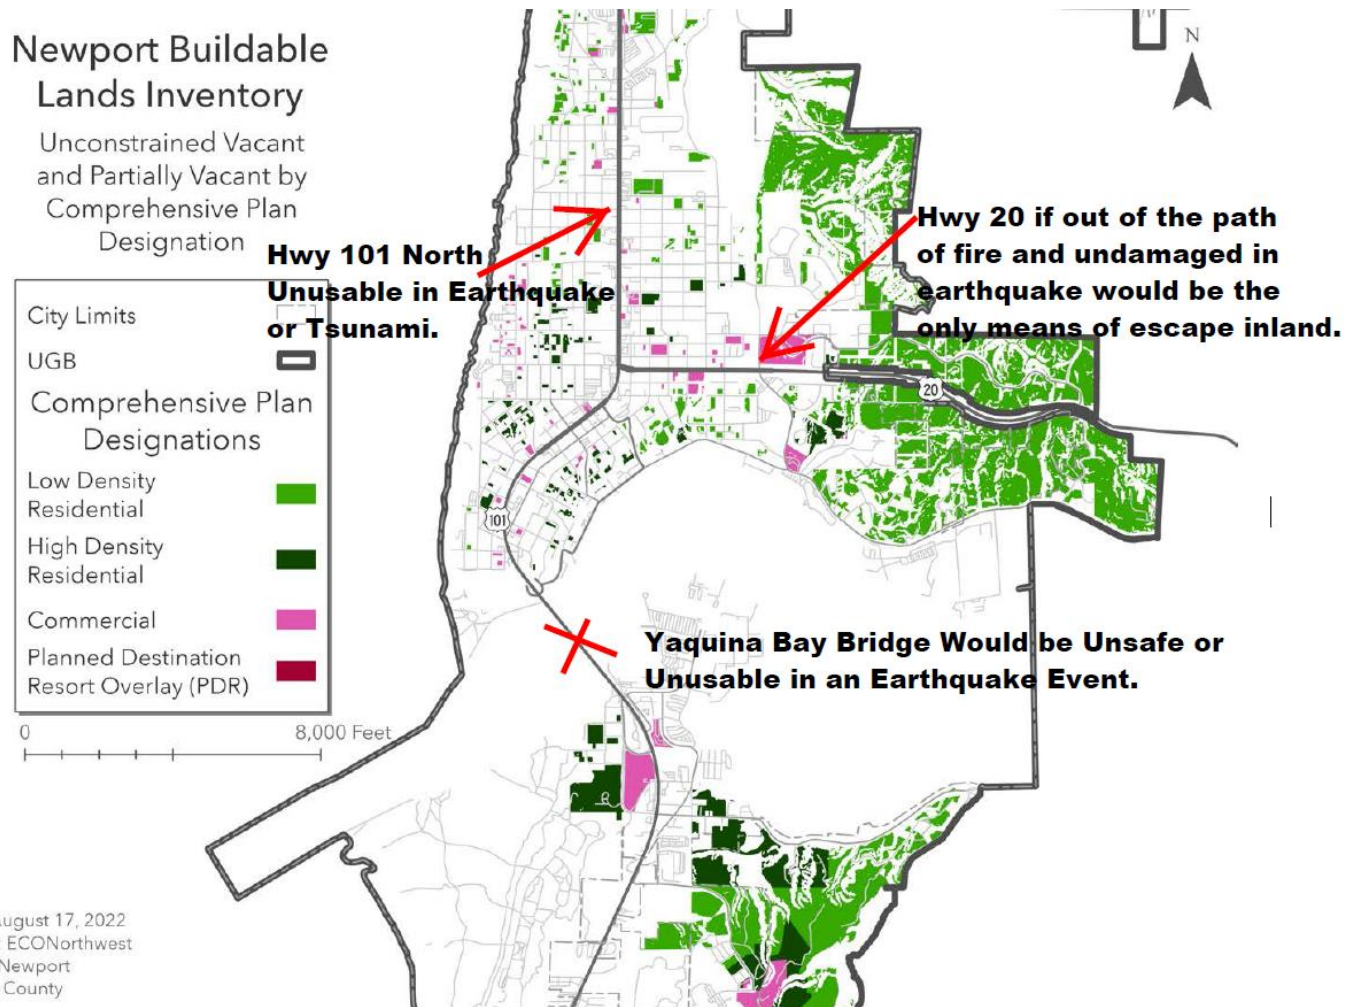 Newport Buildable
Lands Inventory
Unconstrained Vacant
and Partially Vacant by
Comprehensive Plan
Designation
N
Hwy 101 North
Unusable in Earthquake
or Tsunami.
Hwy 20 if out of the path
of fire and undamaged in
earthquake would be the
only means of escape inland.
City Limits
UGB
Comprehensive Plan
Designations
Low Density
Residential
High Density
Residential
Commercial
Planned Destination
Resort Overlay (PDR)
0 8,000 Feet
20
101
Yaquina Bay Bridge Would be Unsafe or
Unusable in an Earthquake Event.
ugust 17, 2022
: ECONorthwest
Newport
County